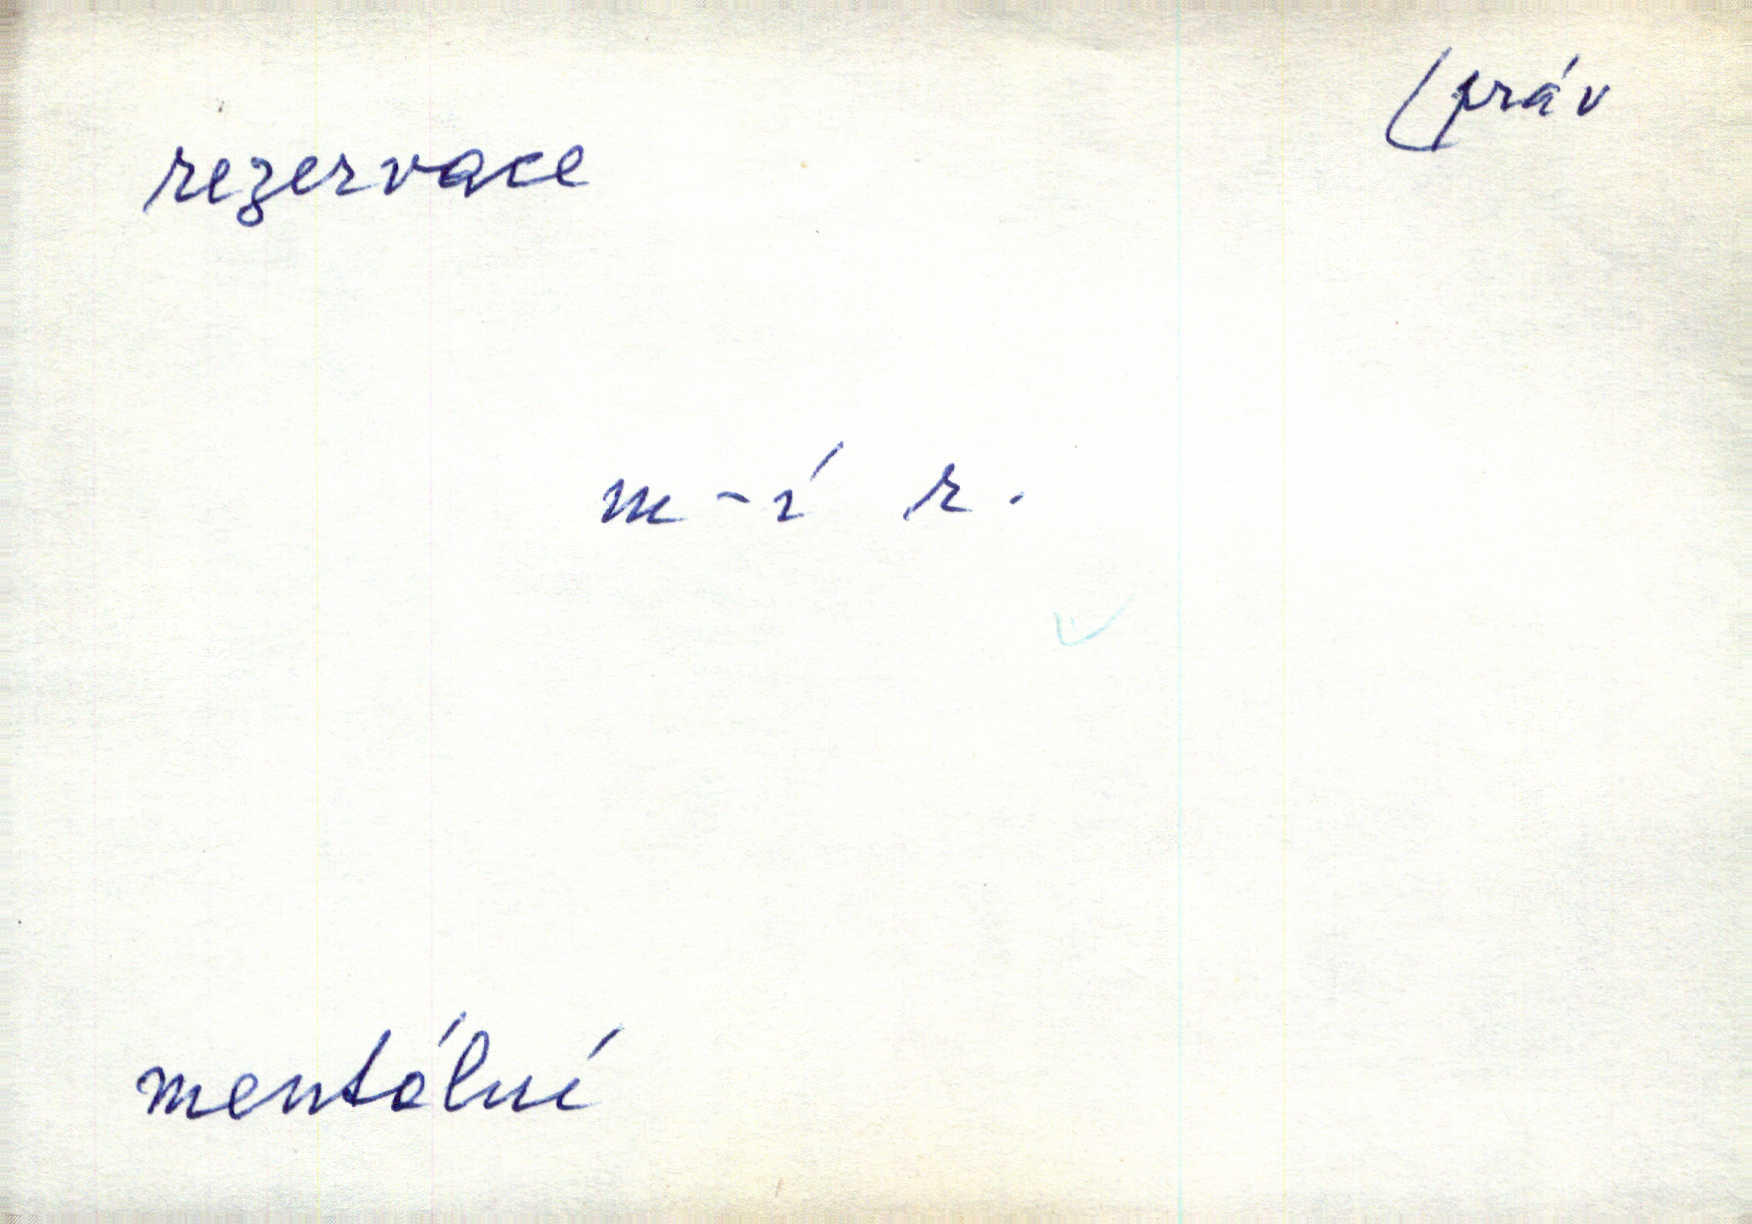 práv
rezervace
m-í r.
mentální